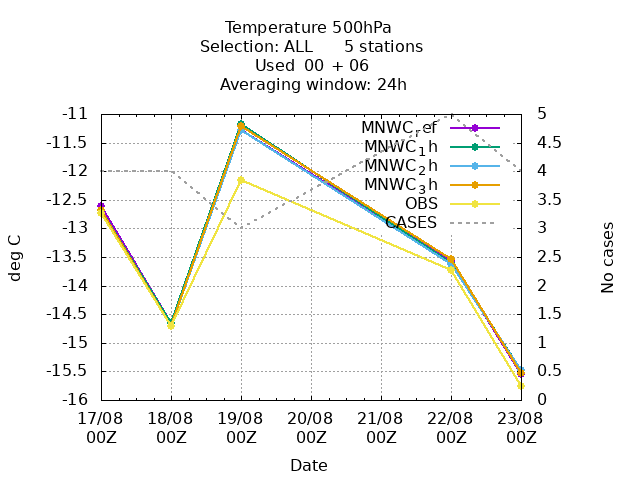 Temperature 500hPa
Selection: ALL 5 stations
Used 00 + 06
Averaging window: 24h
-11 5
-11.5 MNWC_ref 4.5
-12 MNWC_1h 4
MNWC_2h
-12.5 MNWC_3h 3.5
OBS
-13 CASES 3
-13.5 2.5
-14 2
-14.5 1.5
-15 1
-15.5 0.5
-16 0
deg C
No cases
17/08 18/08 19/08 20/08 21/08 22/08 23/08
00Z 00Z 00Z 00Z 00Z 00Z 00Z
Date